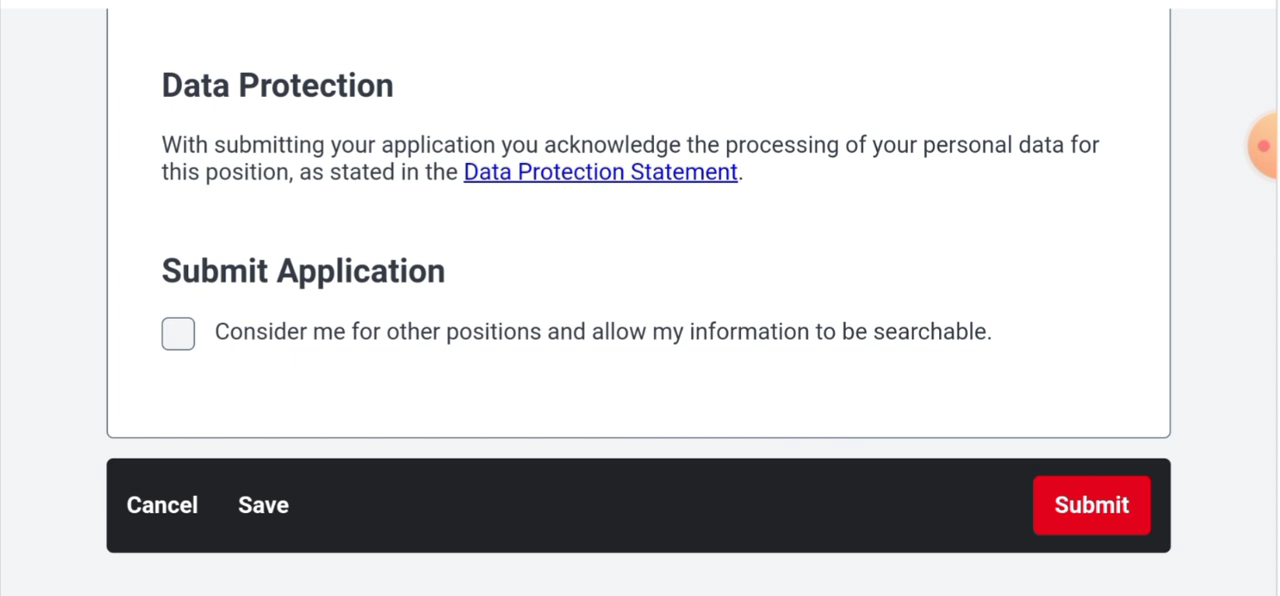 Data Protection
With submitting your application you acknowledge the processing of your personal data for
this position, as stated in the Data Protection Statement.
Submit Application
Consider me for other positions and allow my information to be searchable.
Cancel Save Submit